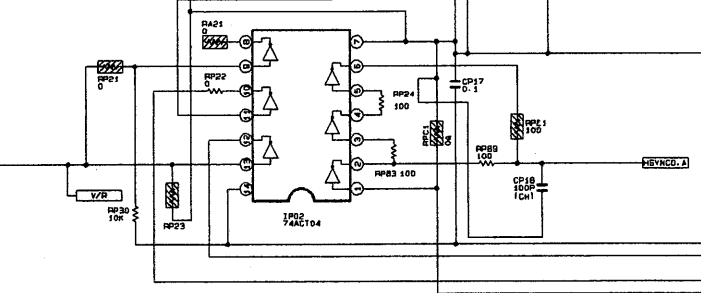 RA21
0
8
7
RP21
0
9
6
RP22
0
10
5
RP24
100
CP17
0.1
11
4
RPC1
0Ω
RPE1
100
12
3
13
2
RP83 100
RP89
100
HSYNCO.A
V/R
14
1
CP18
100P
(CH)
RP30
10K
RP23
IP02
74ACT04